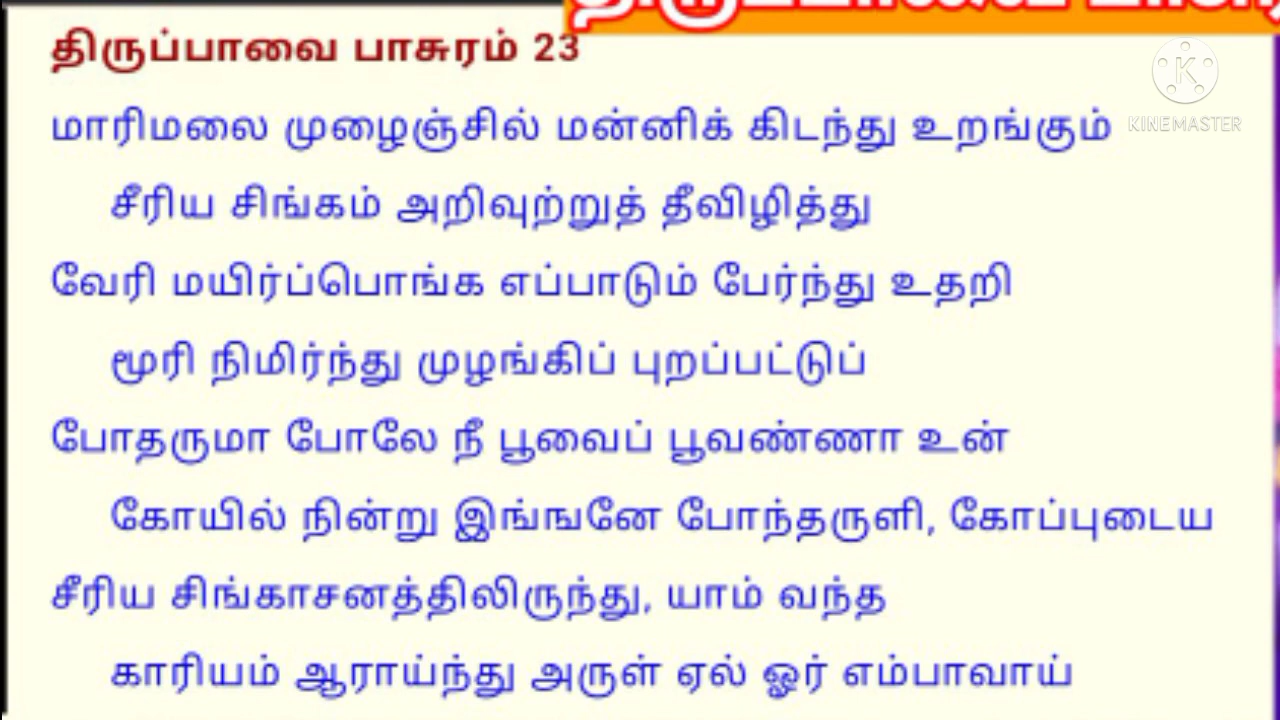 திருப்பாவை பாசுரம் 23
KINEMASTER
மாரிமலை முழைஞ்சில் மன்னிக் கிடந்து உறங்கும்
சீரிய சிங்கம் அறிவுற்றுத் தீவிழித்து
வேரி மயிர்ப்பொங்க எப்பாடும் பேர்ந்து உதறி
மூரி நிமிர்ந்து முழங்கிப் புறப்பட்டுப்
போதருமா போலே நீ பூவைப் பூவண்ணா உன்
கோயில் நின்று இங்ஙனே போந்தருளி, கோப்புடைய
சீரிய சிங்காசனத்திலிருந்து, யாம் வந்த
காரியம் ஆராய்ந்து அருள் ஏல் ஓர் எம்பாவாய்